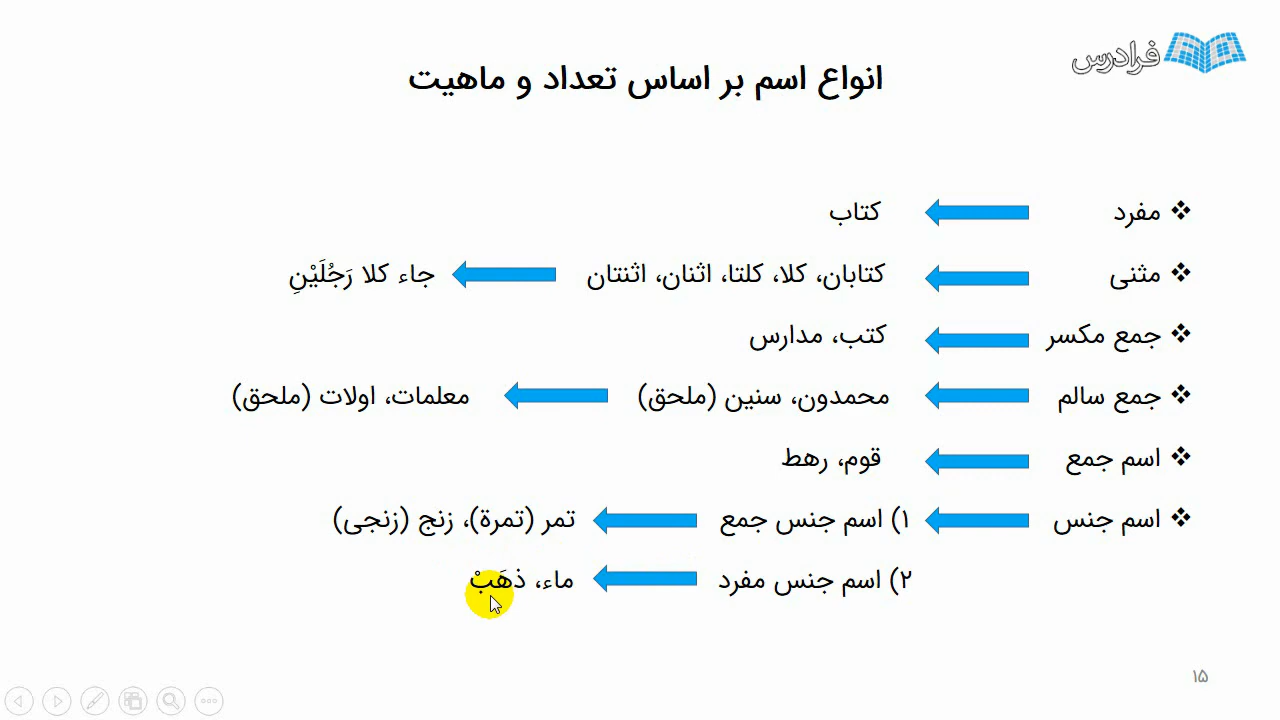 فرادرس
انواع اسم بر اساس تعداد و ماهیت
❖ مفرد ← کتاب
❖ مثنی ← کتابان، کلا، کلتا، اثنان، اثنتان ← جاء کلا رَجُلَیْنِ
❖ جمع مکسر ← کتب، مدارس
❖ جمع سالم ← محمدون، سنین (ملحق) ← معلمات، اولات (ملحق)
❖ اسم جمع ← قوم، رهط
❖ اسم جنس ← ۱) اسم جنس جمع ← تمر (تمرة)، زنج (زنجی)
۲) اسم جنس مفرد ← ماء، ذهَبْ
۱۵